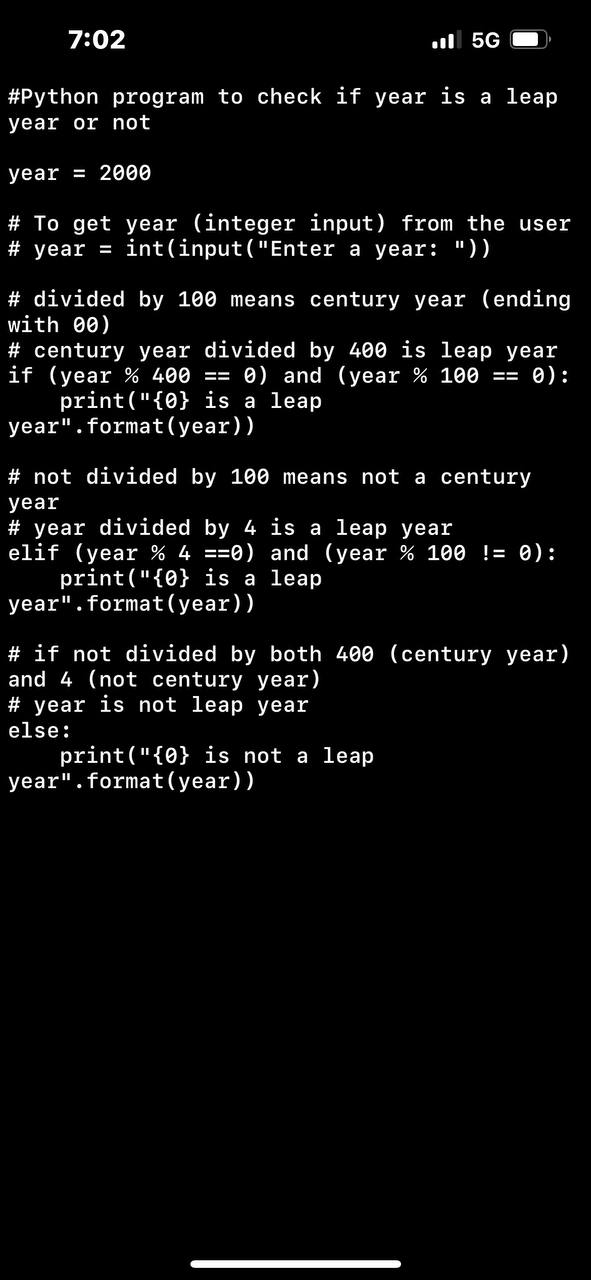 7:02
5G
#Python program to check if year is a leap
year or not
year = 2000
# To get year (integer input) from the user
# year = int(input("Enter a year: "))
# divided by 100 means century year (ending
with 00)
# century year divided by 400 is leap year
if (year % 400 == 0) and (year % 100 == 0):
    print("{0} is a leap
year".format(year))
# not divided by 100 means not a century
year
# year divided by 4 is a leap year
elif (year % 4 ==0) and (year % 100 != 0):
    print("{0} is a leap
year".format(year))
# if not divided by both 400 (century year)
and 4 (not century year)
# year is not leap year
else:
    print("{0} is not a leap
year".format(year))